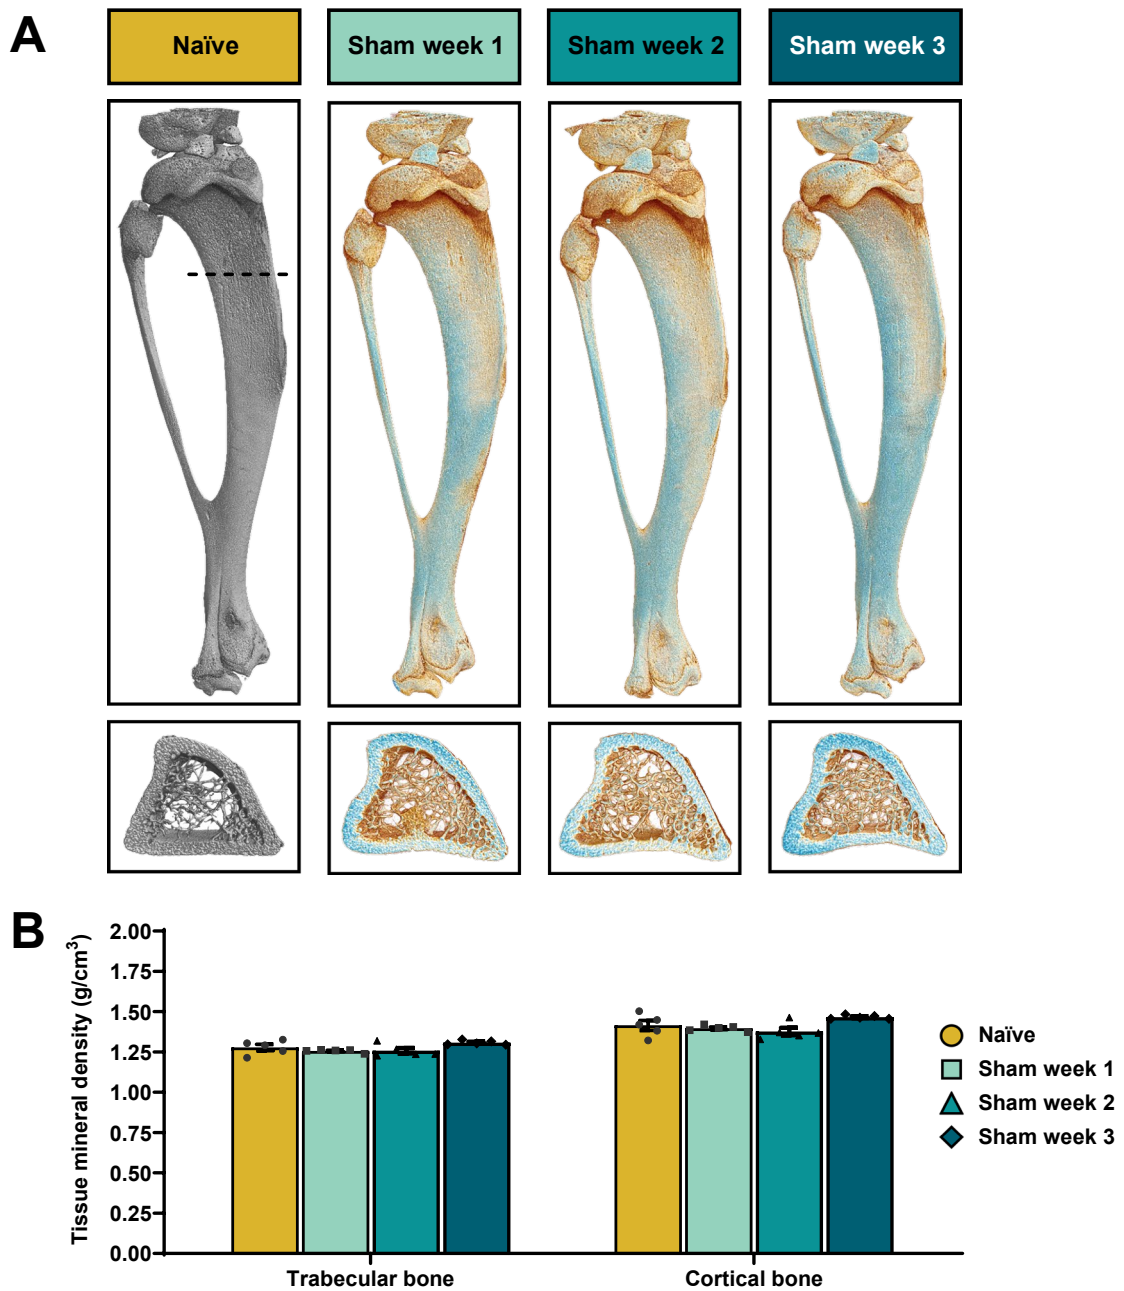 A
Naïve
Sham week 1
Sham week 2
Sham week 3
B
Tissue mineral density (g/cm³)
2.00
1.75
1.50
1.25
1.00
0.75
0.50
0.25
0.00
Trabecular bone
Cortical bone
Naïve
Sham week 1
Sham week 2
Sham week 3